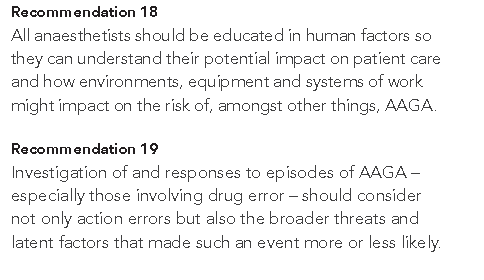 Recommendation 18
All anaesthetists should be educated in human factors so
they can understand their potential impact on patient care
and how environments, equipment and systems of work
might impact on the risk of, amongst other things, AAGA.
Recommendation 19
Investigation of and responses to episodes of AAGA –
especially those involving drug error – should consider
not only action errors but also the broader threats and
latent factors that made such an event more or less likely.